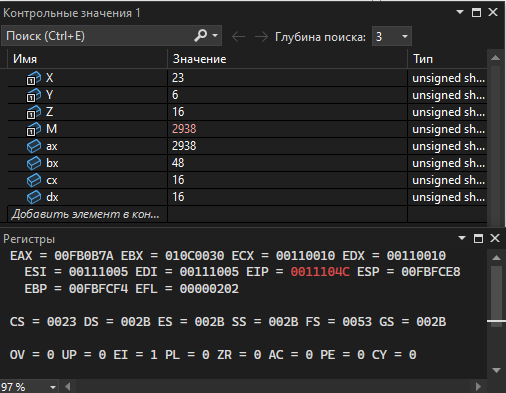 Контрольные значения 1
Поиск (Ctrl+E) Глубина поиска: 3
Имя Значение Тип
X 23 unsigned sh...
Y 6 unsigned sh...
Z 16 unsigned sh...
M 2938 unsigned sh...
ax 2938 unsigned sh...
bx 48 unsigned sh...
cx 16 unsigned sh...
dx 16 unsigned sh...
Добавить элемент в кон...
Регистры
EAX = 00FB0B7A EBX = 010C0030 ECX = 00110010 EDX = 00110010
ESI = 00111005 EDI = 00111005 EIP = 0011104C ESP = 00FBFCE8
EBP = 00FBFCF4 EFL = 00000202
CS = 0023 DS = 002B ES = 002B SS = 002B FS = 0053 GS = 002B
OV = 0 UP = 0 EI = 1 PL = 0 ZR = 0 AC = 0 PE = 0 CY = 0
97 %